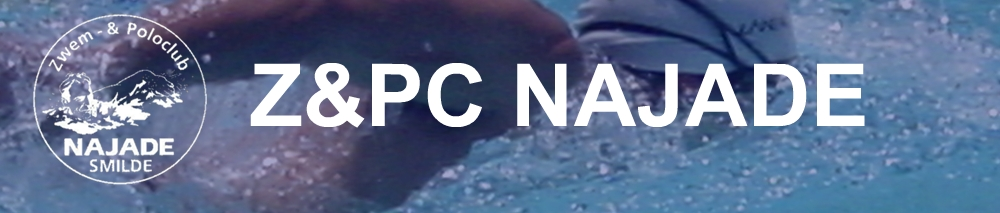 Zwem - & Poloclub
NAJADE
SMILDE
Z&PC NAJADE